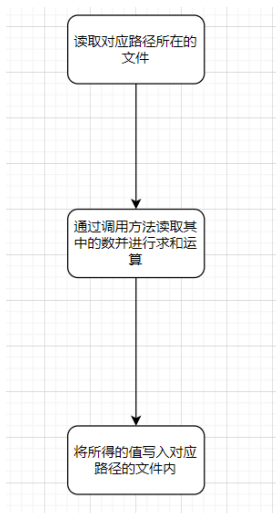 读取对应路径所在的
文件
通过调用方法读取其
中的数并进行求和运
算
将所得的值写入对应
路径的文件内